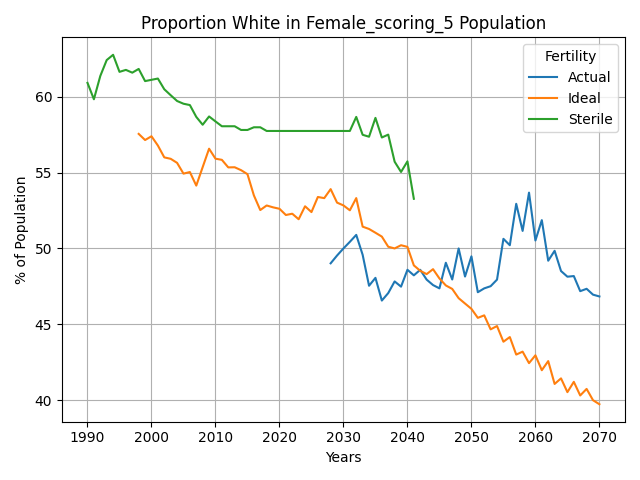 Proportion White in Female_scoring_5 Population
Fertility
Actual
Ideal
Sterile
% of Population
60
55
50
45
40
1990 2000 2010 2020 2030 2040 2050 2060 2070
Years